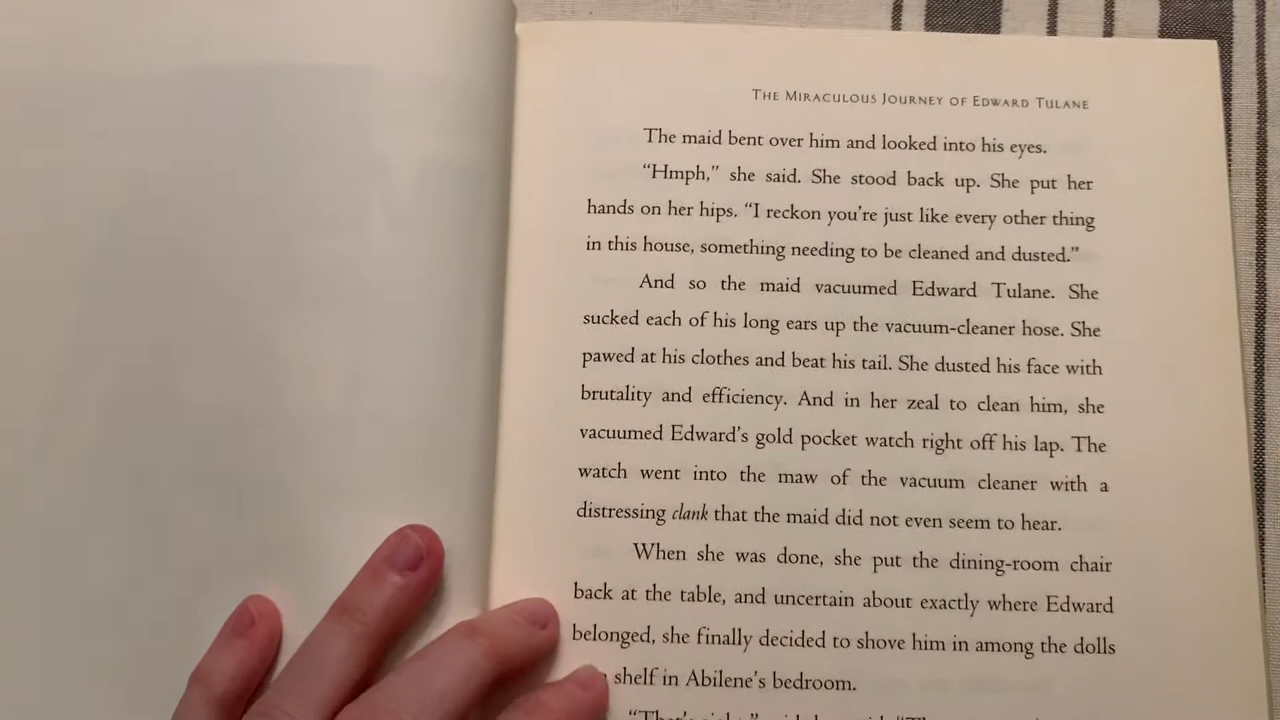 THE MIRACULOUS JOURNEY OF EDWARD TULANE
The maid bent over him and looked into his eyes.
“Hmph,” she said. She stood back up. She put her
hands on her hips. “I reckon you’re just like every other thing
in this house, something needing to be cleaned and dusted.”
And so the maid vacuumed Edward Tulane. She
sucked each of his long ears up the vacuum-cleaner hose. She
pawed at his clothes and beat his tail. She dusted his face with
brutality and efficiency. And in her zeal to clean him, she
vacuumed Edward’s gold pocket watch right off his lap. The
watch went into the maw of the vacuum cleaner with a
distressing clank that the maid did not even seem to hear.
When she was done, she put the dining-room chair
back at the table, and uncertain about exactly where Edward
belonged, she finally decided to shove him in among the dolls
shelf in Abilene’s bedroom.